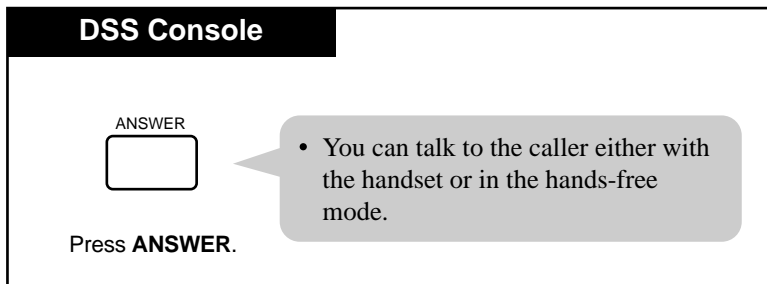 DSS Console
ANSWER
• You can talk to the caller either with
the handset or in the hands-free
mode.
Press ANSWER.